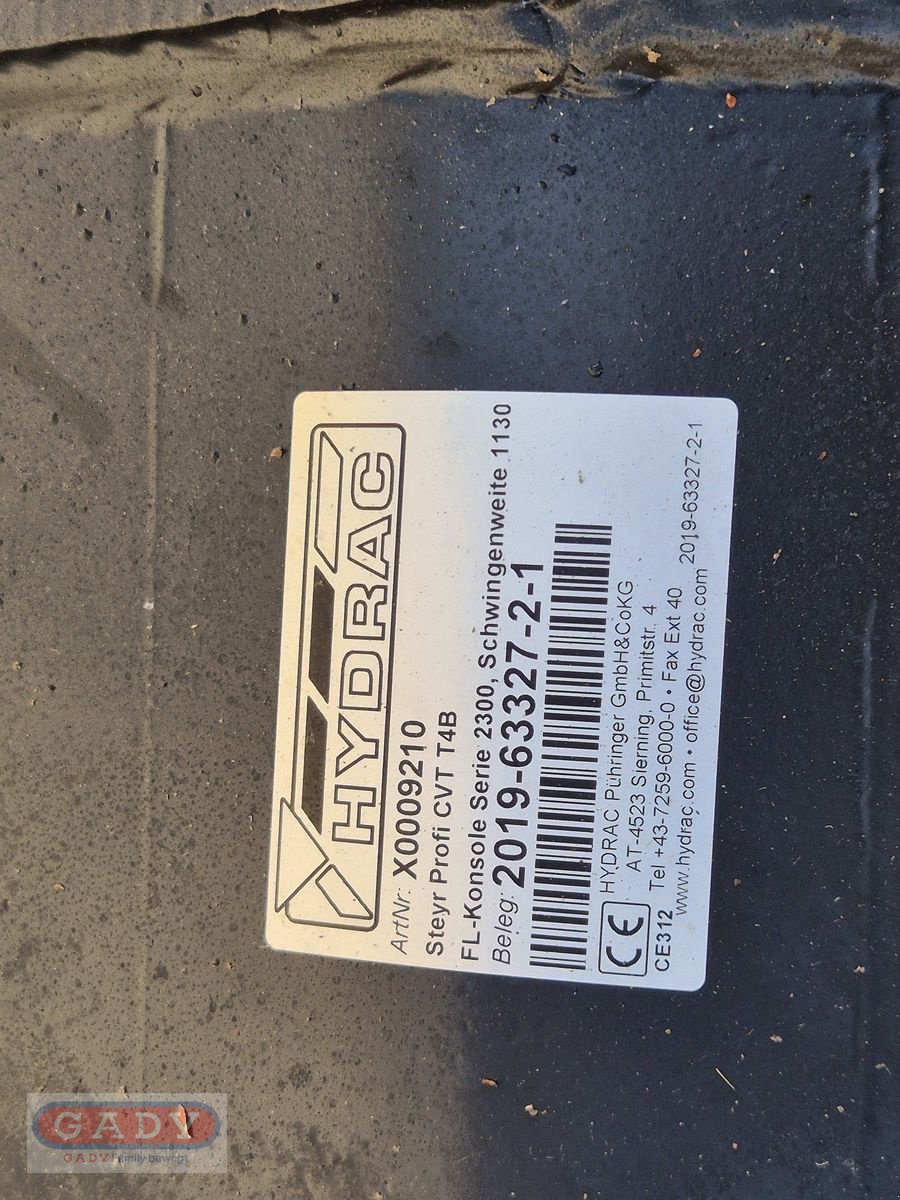 HYDRAC
ArtNr: X0009210
Steyr Profi CVT T4B
FL-Konsole Serie 2300, Schwingenweite 1130
Beleg: 2019-63327-2-1
CE HYDRAC Pühringer GmbH&CoKG
AT-4523 Sierning, Primitstr. 4
CE312 Tel +43-7259-6000-0 • Fax Ext 40
www.hydrac.com • office@hydrac.com 2019-63327-2-1
GADY
GADY Family bewegt.